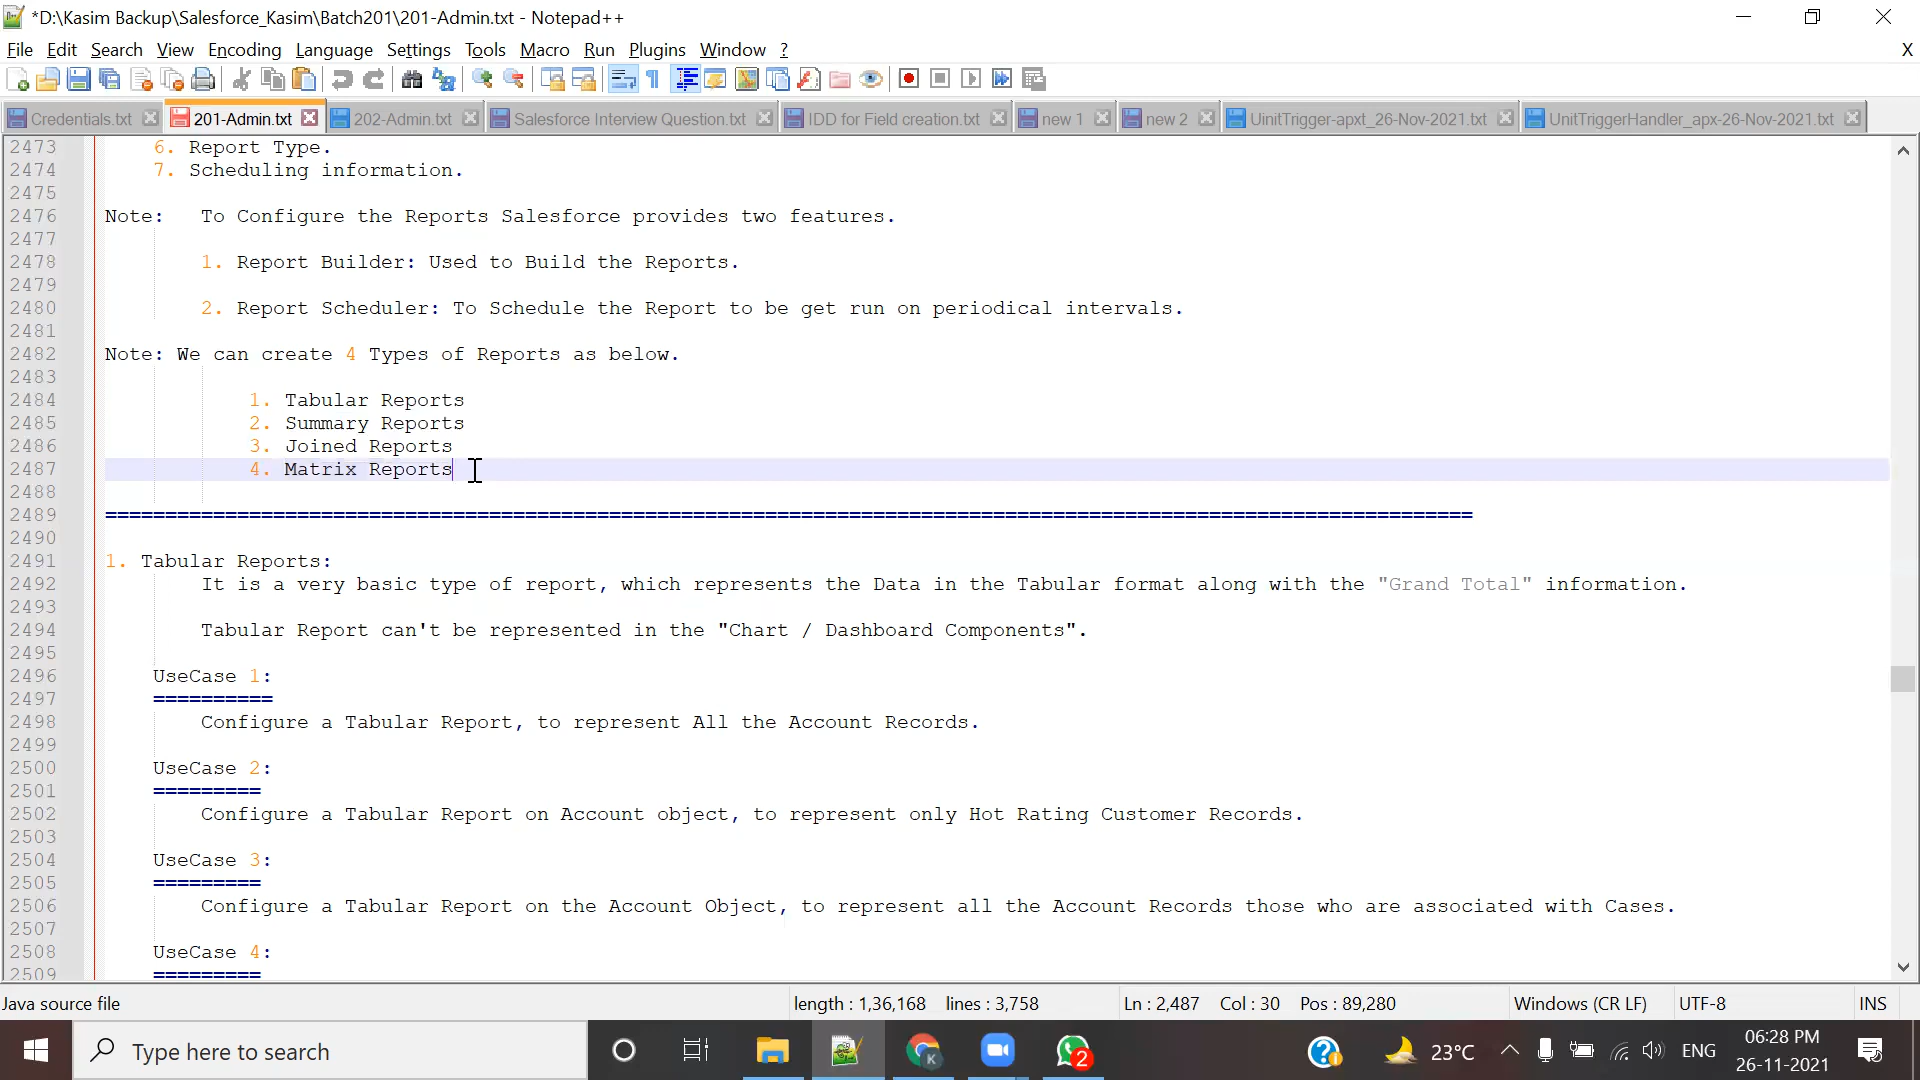 *D:\Kasim Backup\Salesforce_Kasim\Batch201\201-Admin.txt - Notepad++
File Edit Search View Encoding Language Settings Tools Macro Run Plugins Window ? X
Credentials.txt 201-Admin.txt 202-Admin.txt Salesforce Interview Question.txt IDD for Field creation.txt new 1 new 2 UinitTrigger-apxt_26-Nov-2021.txt UnitTriggerHandler_apx-26-Nov-2021.txt
2473 6. Report Type.
2474 7. Scheduling information.
2475
2476 Note: To Configure the Reports Salesforce provides two features.
2477
2478 1. Report Builder: Used to Build the Reports.
2479
2480 2. Report Scheduler: To Schedule the Report to be get run on periodical intervals.
2481
2482 Note: We can create 4 Types of Reports as below.
2483
2484 1. Tabular Reports
2485 2. Summary Reports
2486 3. Joined Reports
2487 4. Matrix Reports
2488
2489 ==================================================================================================================
2490
2491 1. Tabular Reports:
2492 It is a very basic type of report, which represents the Data in the Tabular format along with the "Grand Total" information.
2493
2494 Tabular Report can't be represented in the "Chart / Dashboard Components".
2495
2496 UseCase 1:
2497 ==========
2498 Configure a Tabular Report, to represent All the Account Records.
2499
2500 UseCase 2:
2501 =========
2502 Configure a Tabular Report on Account object, to represent only Hot Rating Customer Records.
2503
2504 UseCase 3:
2505 =========
2506 Configure a Tabular Report on the Account Object, to represent all the Account Records those who are associated with Cases.
2507
2508 UseCase 4:
2509 =========
Java source file length : 1,36,168 lines : 3,758 Ln : 2,487 Col : 30 Pos : 89,280 Windows (CR LF) UTF-8 INS
Type here to search K 2 23°C ENG 06:28 PM
26-11-2021